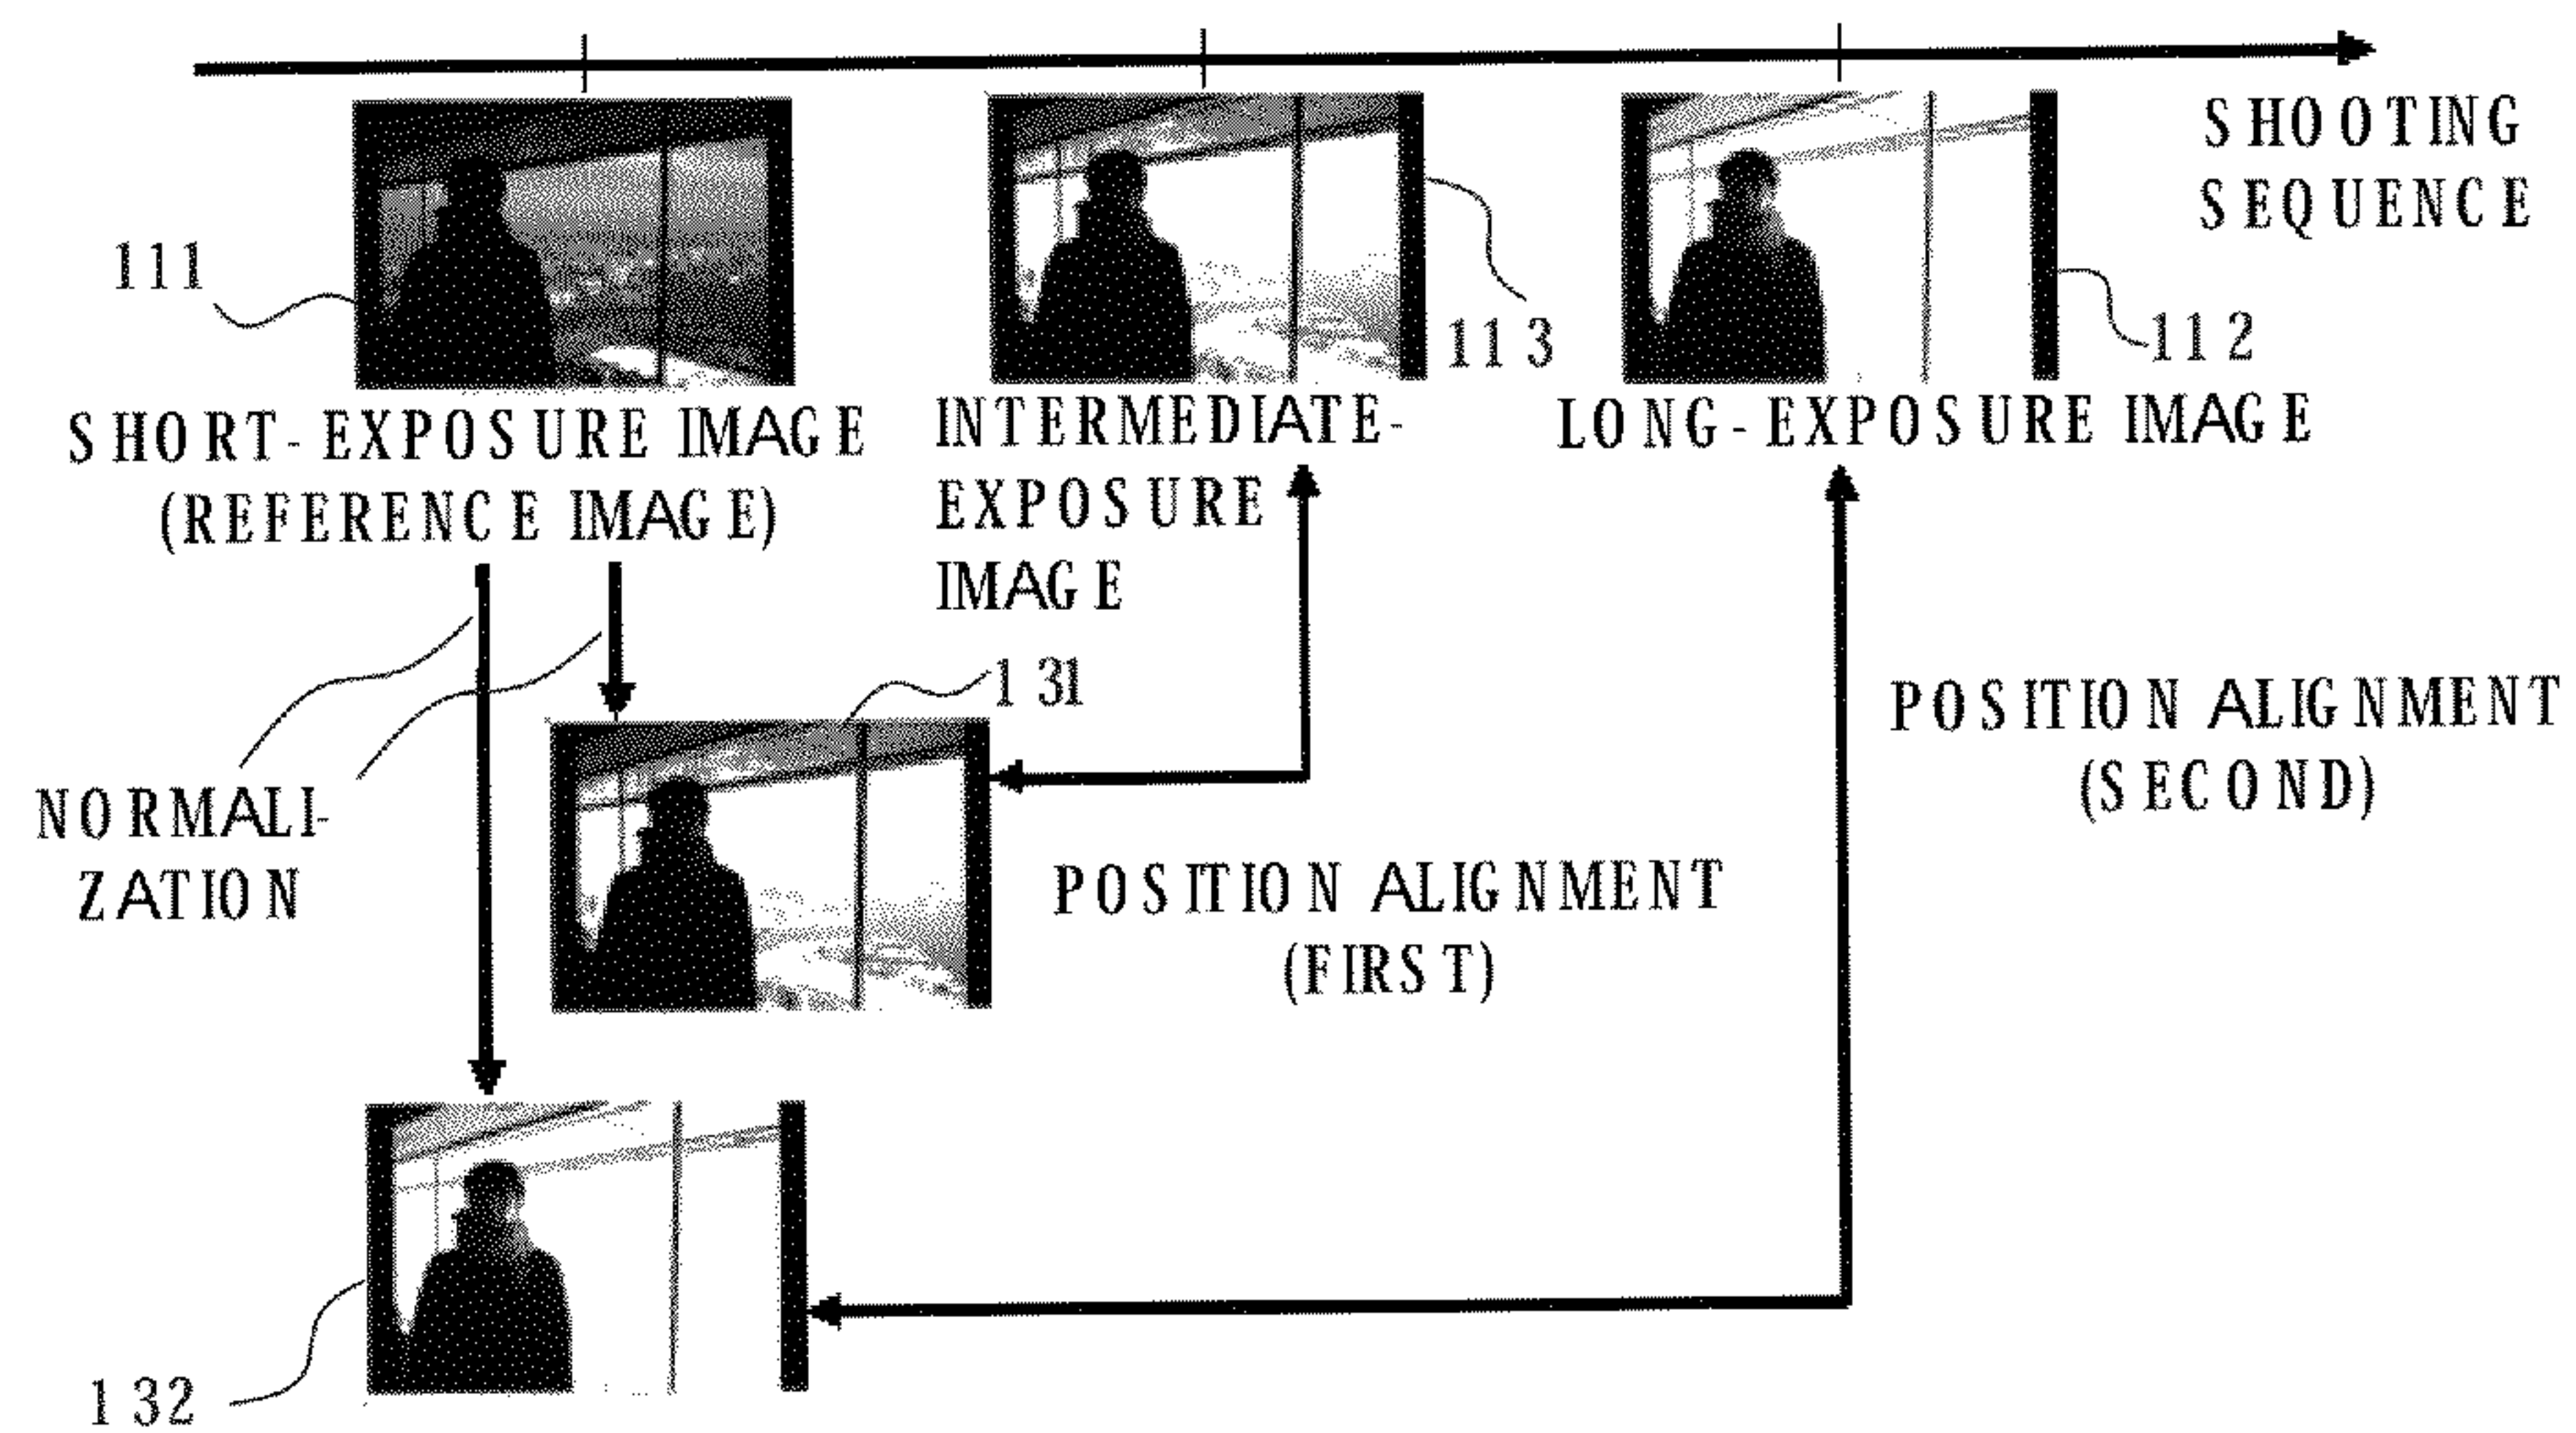 SHOOTING
SEQUENCE
111
113
112
SHORT-EXPOSURE IMAGE
(REFERENCE IMAGE)
INTERMEDIATE-
EXPOSURE
IMAGE
LONG-EXPOSURE IMAGE
131
POSITION ALIGNMENT
(SECOND)
NORMALI-
ZATION
POSITION ALIGNMENT
(FIRST)
132